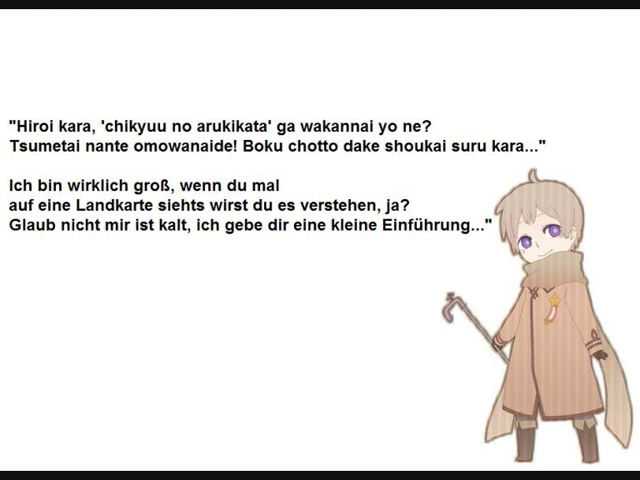 "Hiroi kara, 'chikyuu no arukikata' ga wakannai yo ne?
Tsumetai nante omowanaide! Boku chotto dake shoukai suru kara..."
Ich bin wirklich groß, wenn du mal
auf eine Landkarte siehts wirst du es verstehen, ja?
Glaub nicht mir ist kalt, ich gebe dir eine kleine Einführung..."